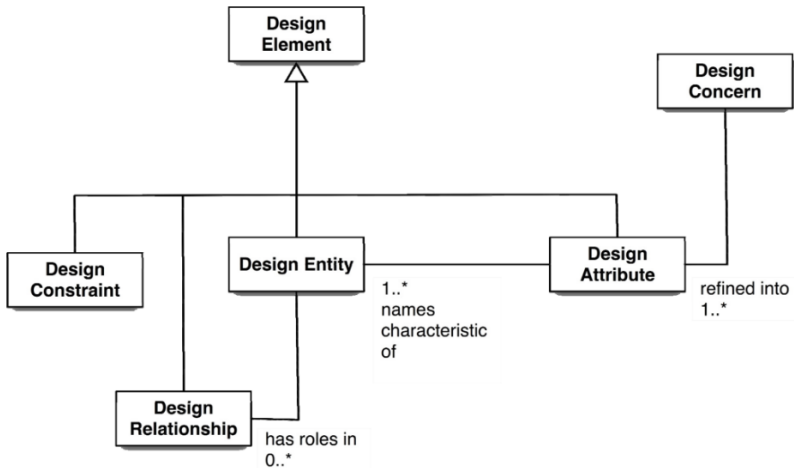 Design
Element
Design
Concern
Design
Constraint
Design Entity
Design
Attribute
1..*
names
characteristic
of
refined into
1..*
Design
Relationship
has roles in
0..*